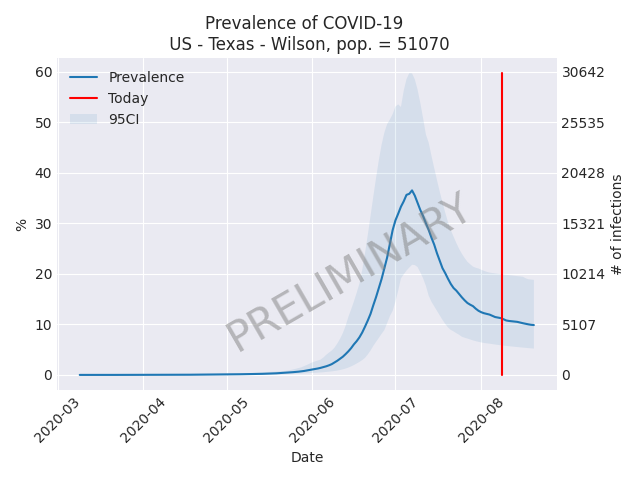 Prevalence of COVID-19
US - Texas - Wilson, pop. = 51070
Prevalence
Today
95CI
60
50
40
30
20
10
0
%
30642
25535
20428
15321
10214
5107
0
# of infections
PRELIMINARY
2020-03
2020-04
2020-05
2020-06
2020-07
2020-08
Date